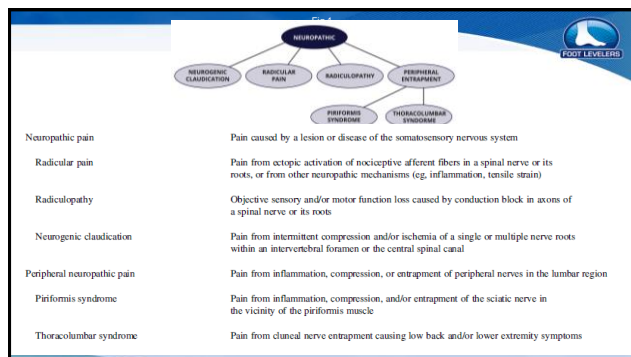 Fig 4
NEUROPATHIC
FOOT LEVELERS
NEUROGENIC
CLAUDICATION
RADICULAR
PAIN
RADICULOPATHY
PERIPHERAL
ENTRAPMENT
PIRIFORMIS
SYNDROME
THORACOLUMBAR
SYNDORME
Neuropathic pain Pain caused by a lesion or disease of the somatosensory nervous system
Radicular pain Pain from ectopic activation of nociceptive afferent fibers in a spinal nerve or its
roots, or from other neuropathic mechanisms (eg, inflammation, tensile strain)
Radiculopathy Objective sensory and/or motor function loss caused by conduction block in axons of
a spinal nerve or its roots
Neurogenic claudication Pain from intermittent compression and/or ischemia of a single or multiple nerve roots
within an intervertebral foramen or the central spinal canal
Peripheral neuropathic pain Pain from inflammation, compression, or entrapment of peripheral nerves in the lumbar region
Piriformis syndrome Pain from inflammation, compression, and/or entrapment of the sciatic nerve in
the vicinity of the piriformis muscle
Thoracolumbar syndrome Pain from cluneal nerve entrapment causing low back and/or lower extremity symptoms